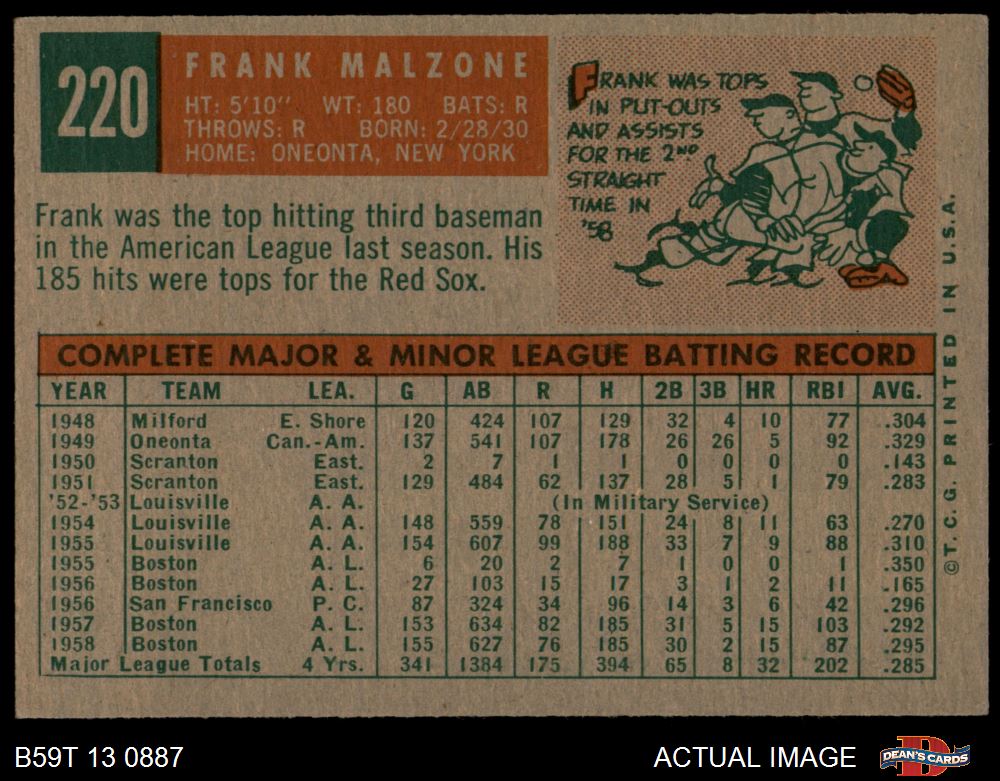 220
FRANK MALZONE
HT: 5'10" WT: 180 BATS: R
THROWS: R BORN: 2/28/30
HOME: ONEONTA, NEW YORK
FRANK WAS TOPS
IN PUT-OUTS
AND ASSISTS
FOR THE 2ND
STRAIGHT
TIME IN
'58
Frank was the top hitting third baseman
in the American League last season. His
185 hits were tops for the Red Sox.
COMPLETE MAJOR & MINOR LEAGUE BATTING RECORD
YEAR TEAM LEA. G AB R H 2B 3B HR RBI AVG.
1948 Milford E. Shore 120 424 107 129 32 4 10 77 .304
1949 Oneonta Can.-Am. 137 541 107 178 26 26 5 92 .329
1950 Scranton East. 2 7 1 1 0 0 0 0 .143
1951 Scranton East. 129 484 62 137 28 5 1 79 .283
'52-'53 Louisville A. A. (In Military Service)
1954 Louisville A. A. 148 559 78 151 24 8 11 63 .270
1955 Louisville A. A. 154 607 99 188 33 7 9 88 .310
1955 Boston A. L. 6 20 2 7 1 0 0 1 .350
1956 Boston A. L. 27 103 15 17 3 1 2 11 .165
1956 San Francisco P. C. 87 324 34 96 14 3 6 42 .296
1957 Boston A. L. 153 634 82 185 31 5 15 103 .292
1958 Boston A. L. 155 627 76 185 30 2 15 87 .295
Major League Totals 4 Yrs. 341 1384 175 394 65 8 32 202 .285
©T. C. G. PRINTED IN U.S.A.
B59T 13 0887
ACTUAL IMAGE
DEAN'S CARDS